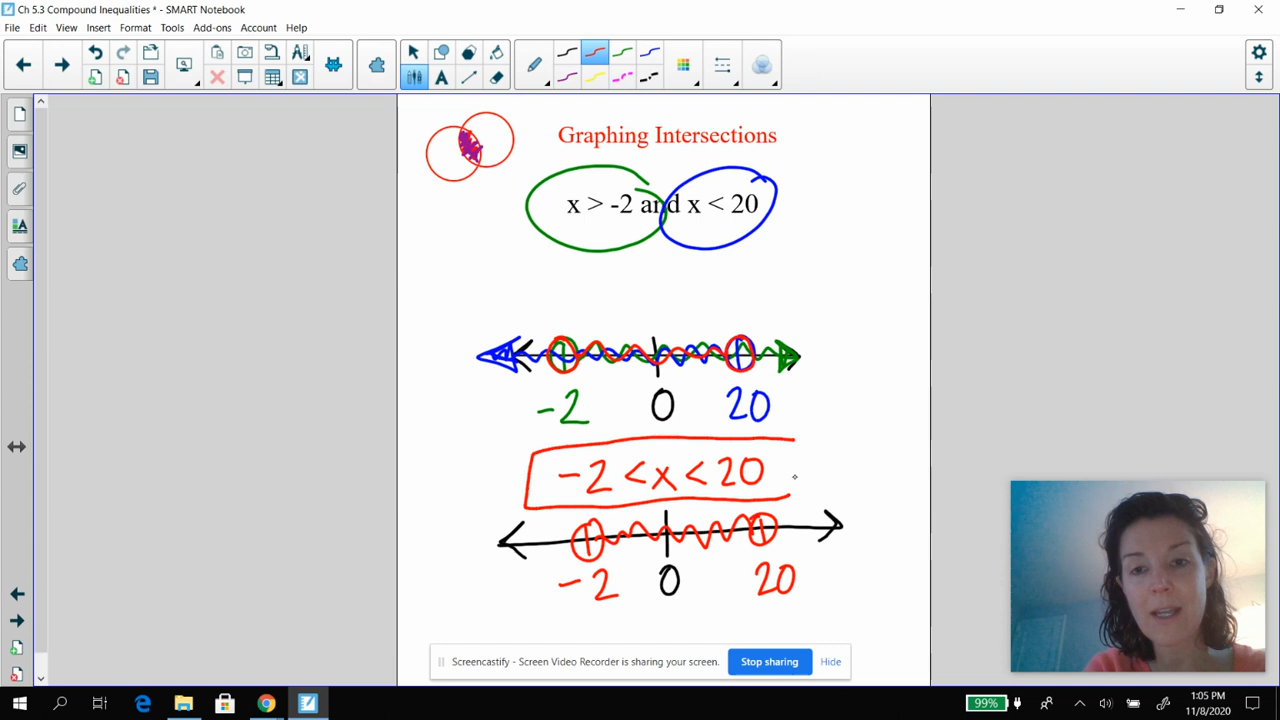 Ch 5.3 Compound Inequalities * - SMART Notebook
File Edit View Insert Format Tools Add-ons Account Help
Graphing Intersections
x > -2 and x < 20
-2 0 20
-2 < x < 20
-2 0 20
Screencastify - Screen Video Recorder is sharing your screen. Stop sharing Hide
99% 1:05 PM
11/8/2020